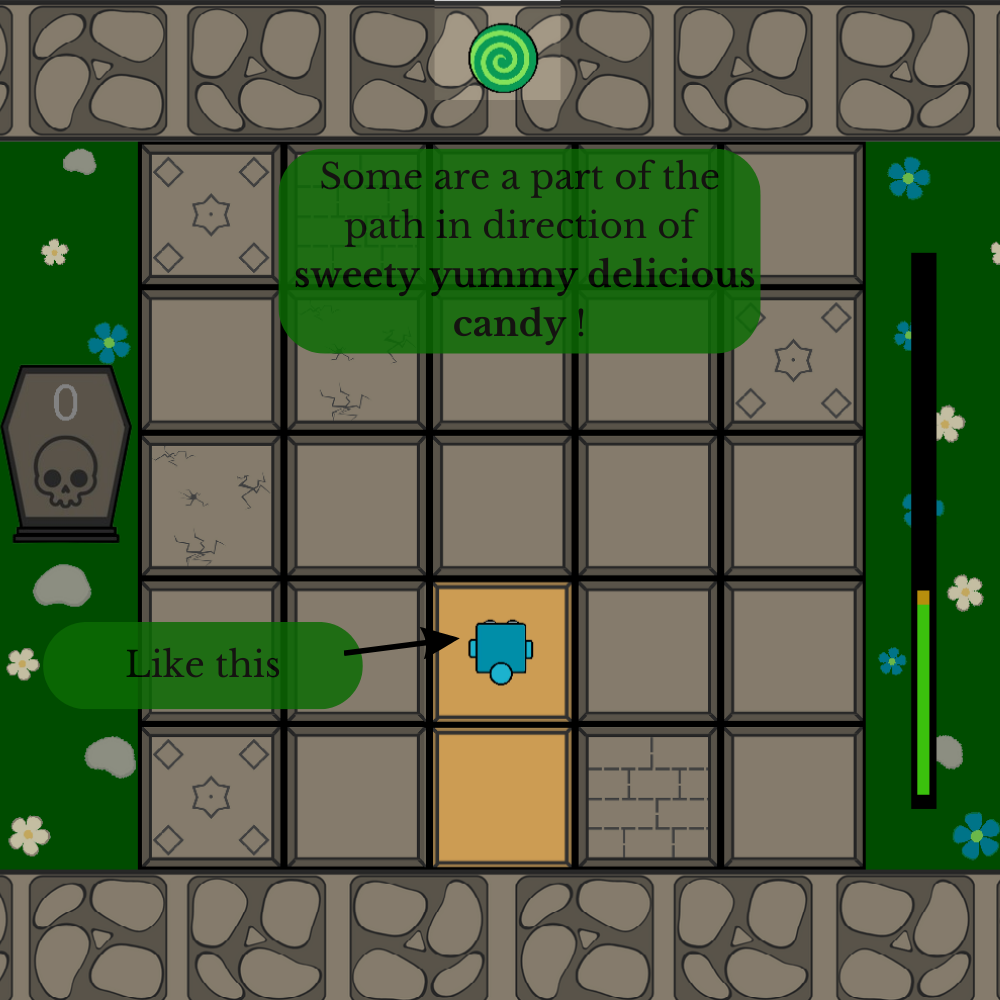 Some are a part of the
path in direction of
sweety yummy delicious
candy !
0
Like this